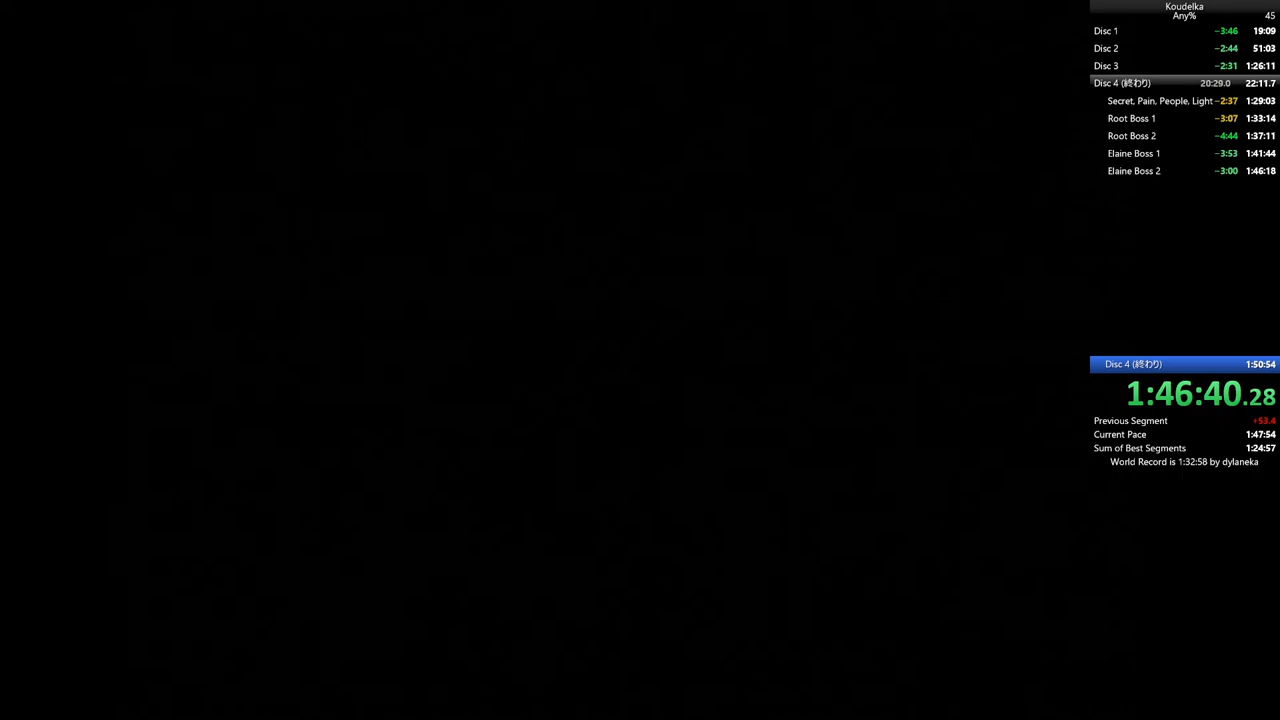 Koudelka
Any%
45
Disc 1 −3:46 19:09
Disc 2 −2:44 51:03
Disc 3 −2:31 1:26:11
Disc 4 (終わり) 20:29.0 22:11.7
Secret, Pain, People, Light −2:37 1:29:03
Root Boss 1 −3:07 1:33:14
Root Boss 2 −4:44 1:37:11
Elaine Boss 1 −3:53 1:41:44
Elaine Boss 2 −3:00 1:46:18
Disc 4 (終わり) 1:50:54
1:46:40.28
Previous Segment +53.4
Current Pace 1:47:54
Sum of Best Segments 1:24:57
World Record is 1:32:58 by dylaneka